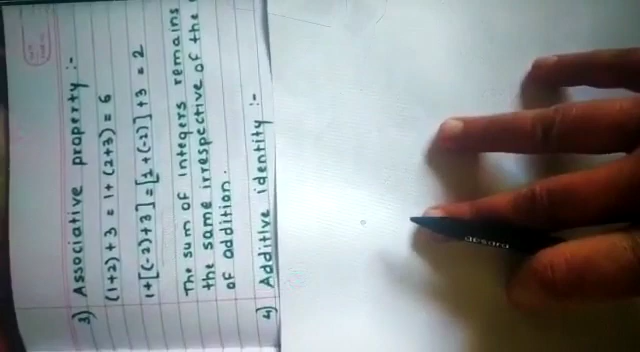 3) Associative property :-
(1+2)+3 = 1+(2+3) = 6
1+[(-2)+3] = [1+(-2)]+3 = 2
The sum of integers remains
the same irrespective of the
of addition.
4) Additive identity :-
apsara